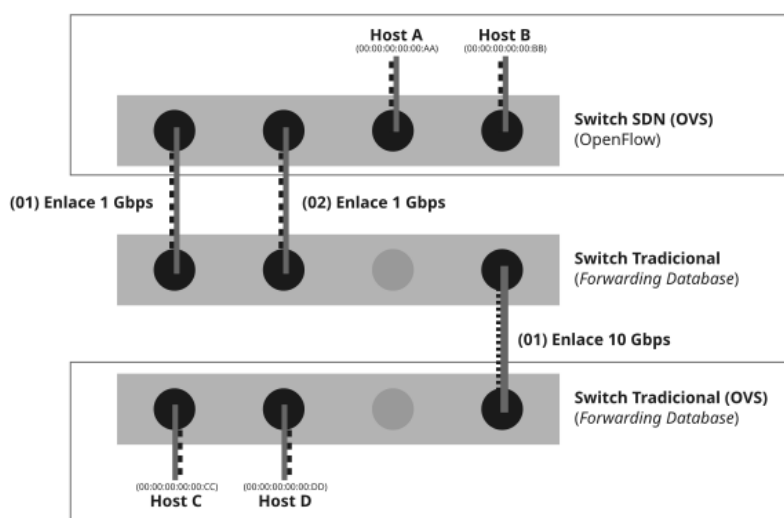 Host A
(00:00:00:00:00:AA)
Host B
(00:00:00:00:00:BB)
Switch SDN (OVS)
(OpenFlow)
(01) Enlace 1 Gbps
(02) Enlace 1 Gbps
Switch Tradicional
(Forwarding Database)
(01) Enlace 10 Gbps
Switch Tradicional (OVS)
(Forwarding Database)
(00:00:00:00:00:CC)
Host C
(00:00:00:00:00:DD)
Host D